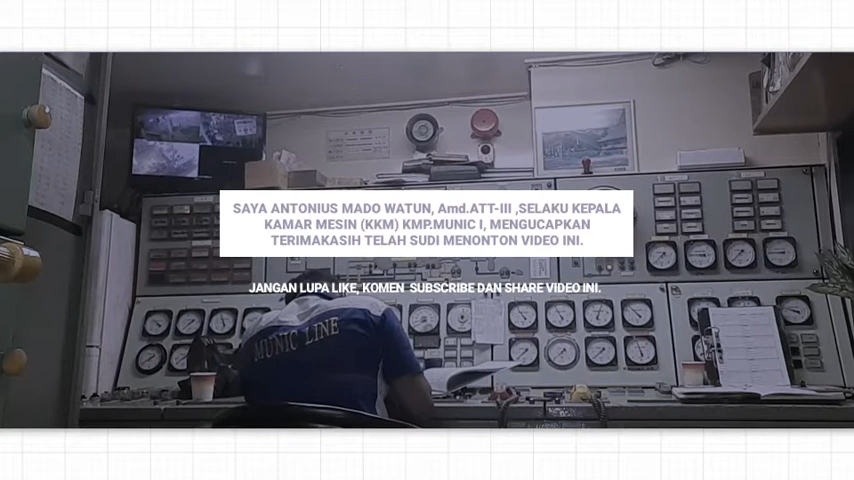 SAYA ANTONIUS MADO WATUN, Amd.ATT-III ,SELAKU KEPALA
KAMAR MESIN (KKM) KMP.MUNIC I, MENGUCAPKAN
TERIMAKASIH TELAH SUDI MENONTON VIDEO INI.
JANGAN LUPA LIKE, KOMEN SUBSCRIBE DAN SHARE VIDEO INI.
MUNIC LINE